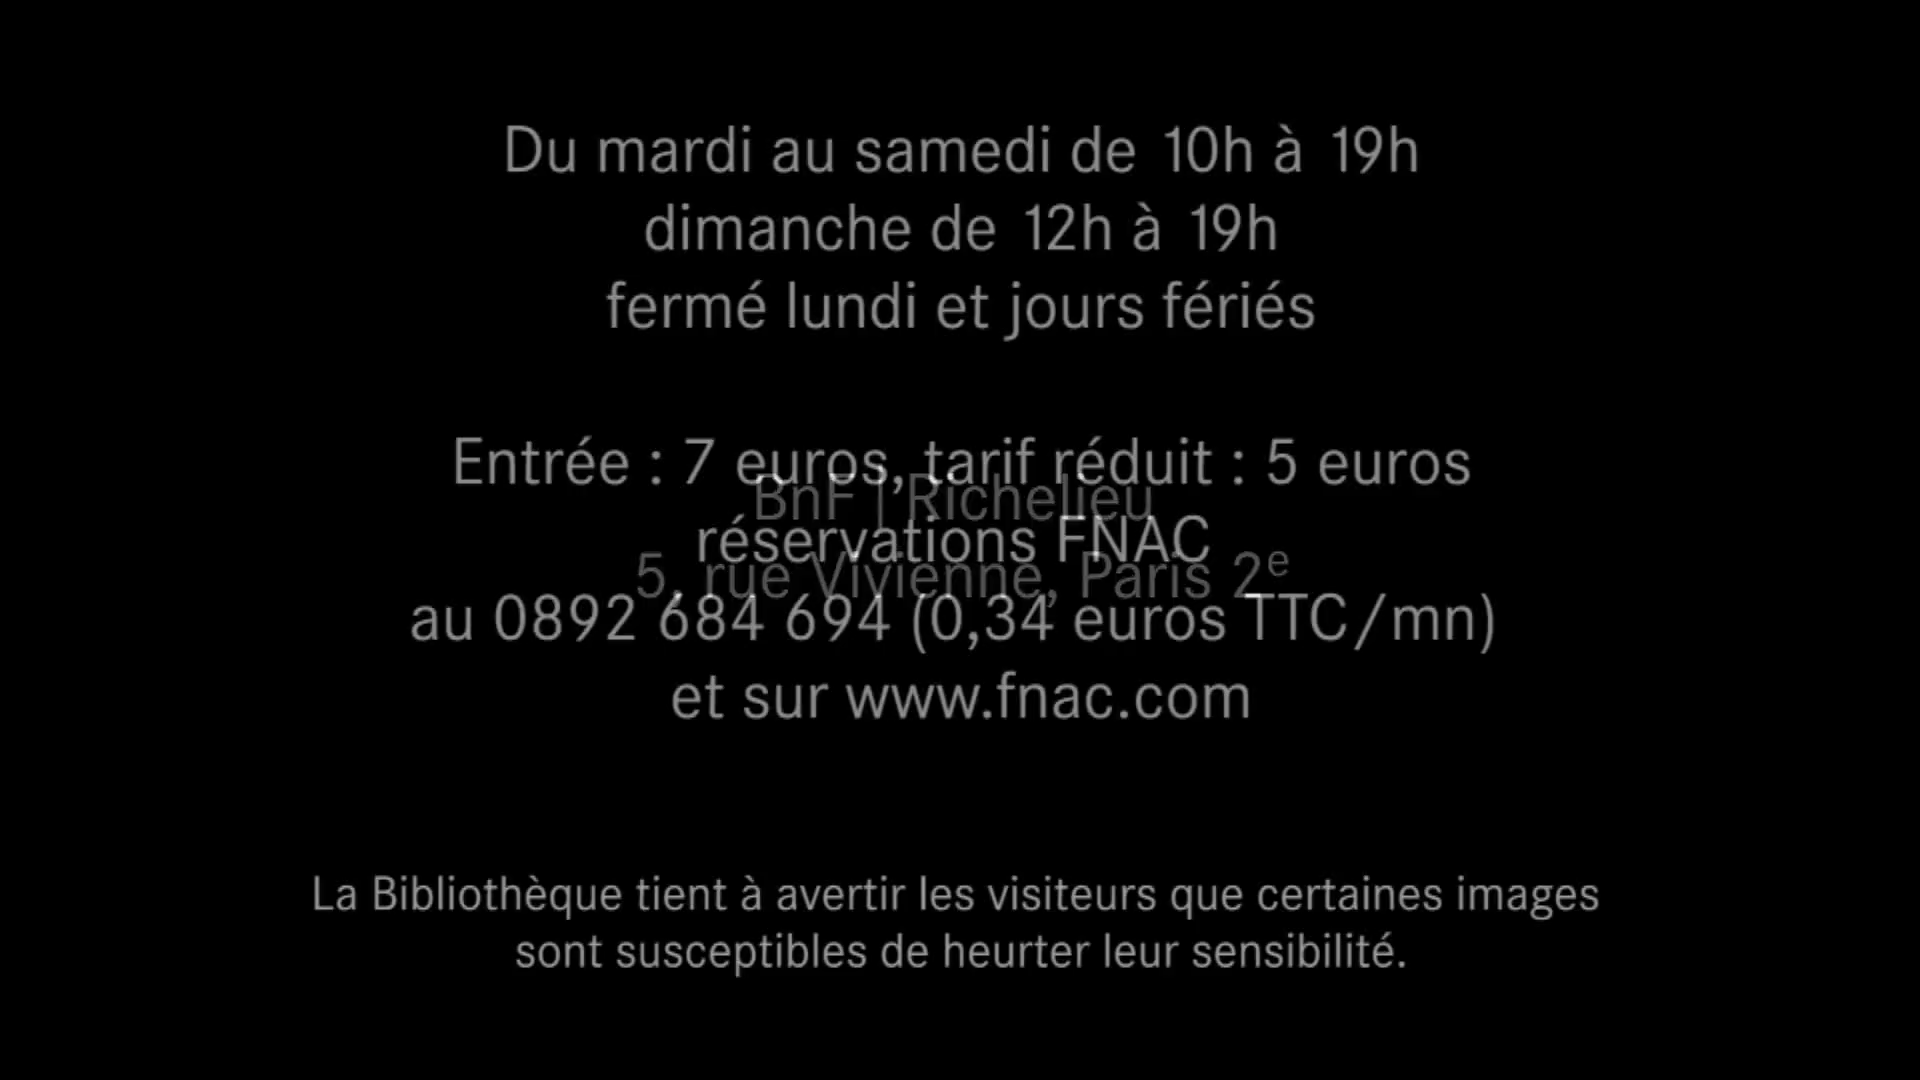 Du mardi au samedi de 10h à 19h
dimanche de 12h à 19h
fermé lundi et jours fériés
Entrée : 7 euros, tarif réduit : 5 euros
BnF | Richelieu
réservations FNAC
5, rue Vivienne, Paris 2e
au 0892 684 694 (0,34 euros TTC/mn)
et sur www.fnac.com
La Bibliothèque tient à avertir les visiteurs que certaines images
sont susceptibles de heurter leur sensibilité.